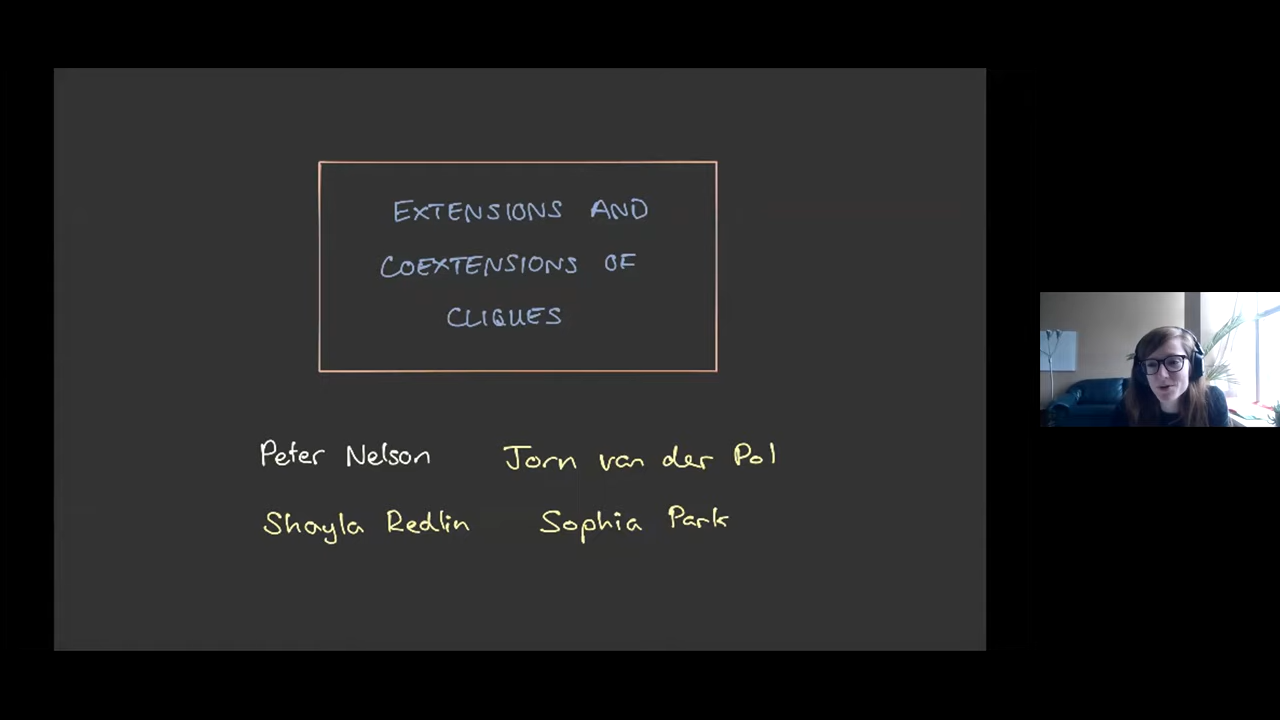 EXTENSIONS AND
COEXTENSIONS OF
CLIQUES
Peter Nelson Jorn van der Pol
Shayla Redlin Sophia Park